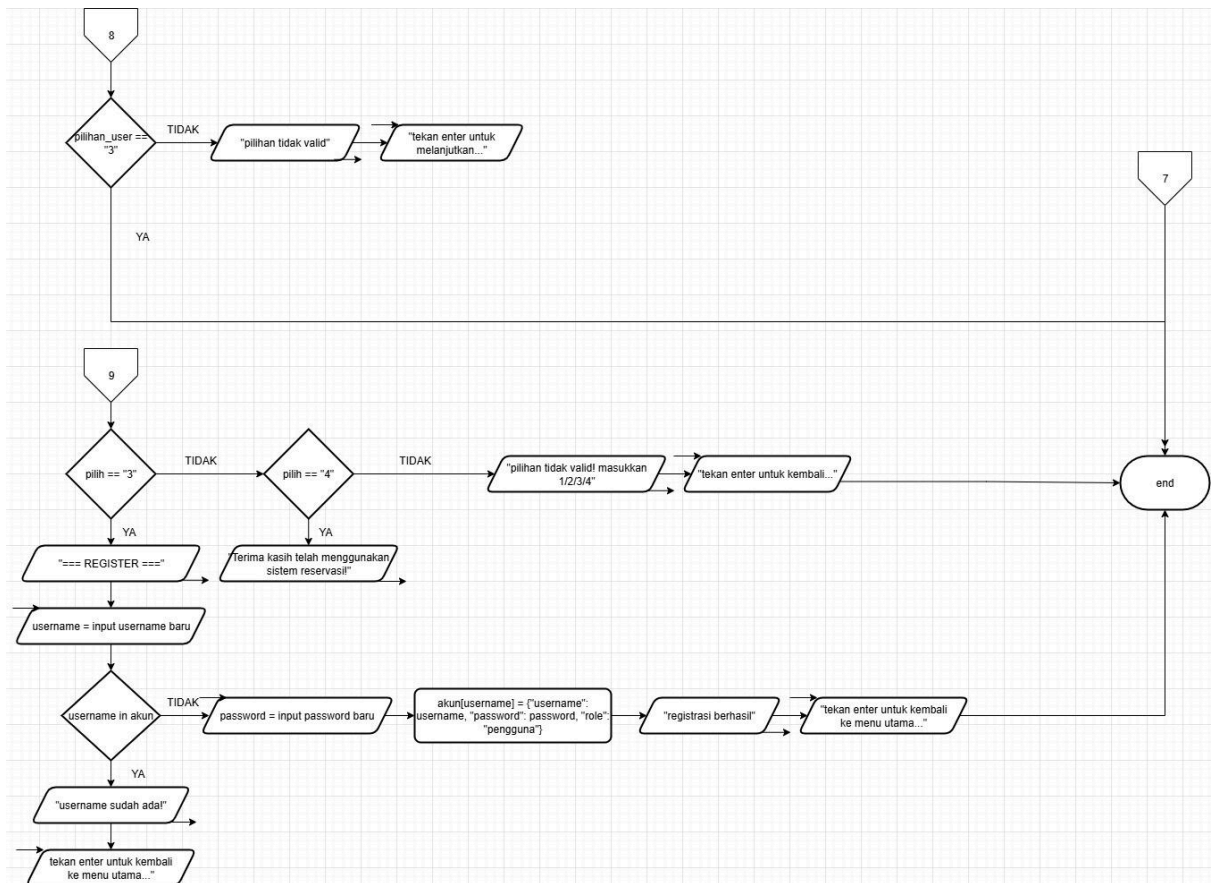 8
pilihan_user ==
"3"
TIDAK
"pilihan tidak valid"
"tekan enter untuk
melanjutkan..."
7
YA
9
pilih == "3"
TIDAK
pilih == "4"
TIDAK
"pilihan tidak valid! masukkan
1/2/3/4"
"tekan enter untuk kembali..."
end
YA
YA
"=== REGISTER ==="
"Terima kasih telah menggunakan
sistem reservasi!"
username = input username baru
username in akun
TIDAK
password = input password baru
akun[username] = {"username":
username, "password": password, "role":
"pengguna"}
"registrasi berhasil"
"tekan enter untuk kembali
ke menu utama..."
YA
"username sudah ada!"
tekan enter untuk kembali
ke menu utama..."